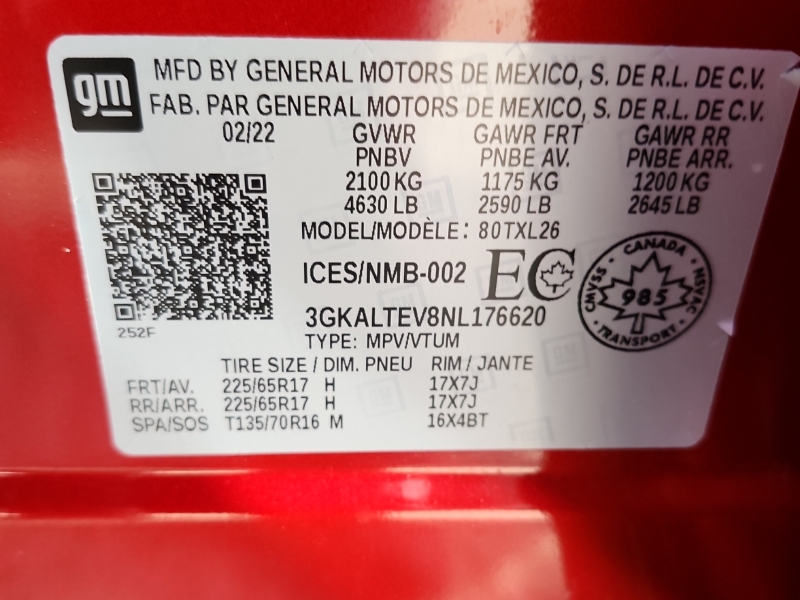 gm
MFD BY GENERAL MOTORS DE MEXICO, S. DE R.L. DE C.V.
FAB. PAR GENERAL MOTORS DE MEXICO, S. DE R.L. DE C.V.
02/22 GVWR GAWR FRT GAWR RR
PNBV PNBE AV. PNBE ARR.
2100 KG 1175 KG 1200 KG
4630 LB 2590 LB 2645 LB
MODEL/MODÈLE: 80TXL26
ICES/NMB-002 EC
CANADA
CMVSS 985 NSVAC
TRANSPORT
252F
3GKALTEV8NL176620
TYPE: MPV/VTUM
TIRE SIZE / DIM. PNEU RIM / JANTE
FRT/AV. 225/65R17 H 17X7J
RR/ARR. 225/65R17 H 17X7J
SPA/SOS T135/70R16 M 16X4BT